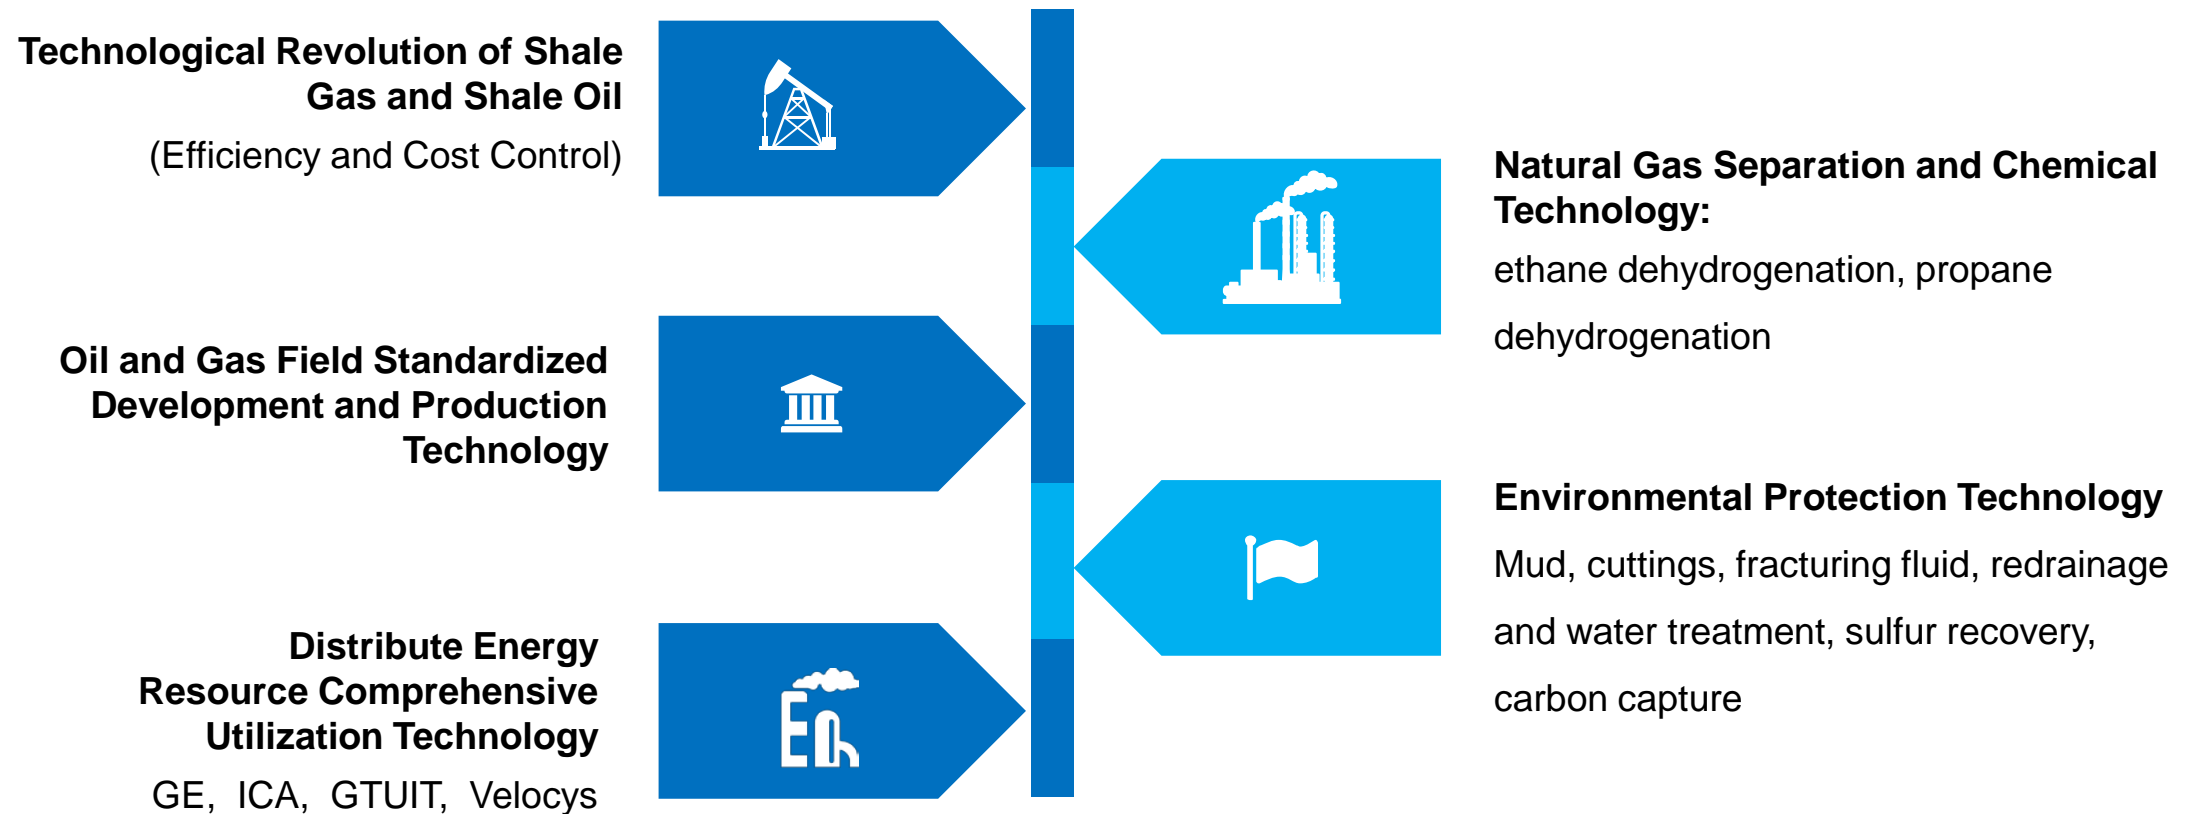 Technological Revolution of Shale
Gas and Shale Oil
(Efficiency and Cost Control)
Natural Gas Separation and Chemical
Technology:
ethane dehydrogenation, propane
dehydrogenation
Oil and Gas Field Standardized
Development and Production
Technology
Environmental Protection Technology
Mud, cuttings, fracturing fluid, redrainage
and water treatment, sulfur recovery,
carbon capture
Distribute Energy
Resource Comprehensive
Utilization Technology
GE, ICA, GTUIT, Velocys